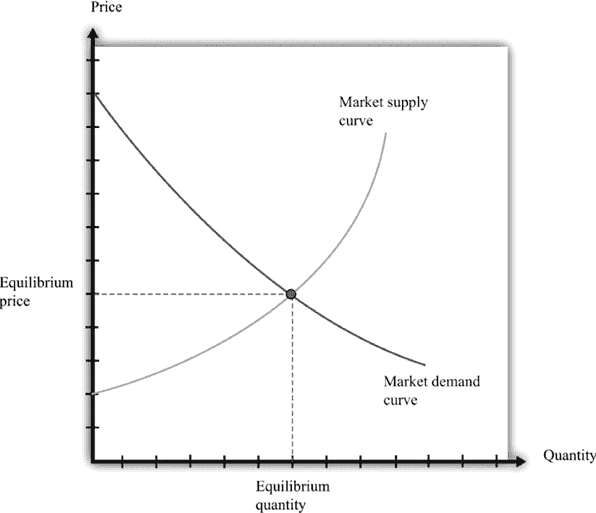 Price
Market supply
curve
Equilibrium
price
Market demand
curve
Quantity
Equilibrium
quantity